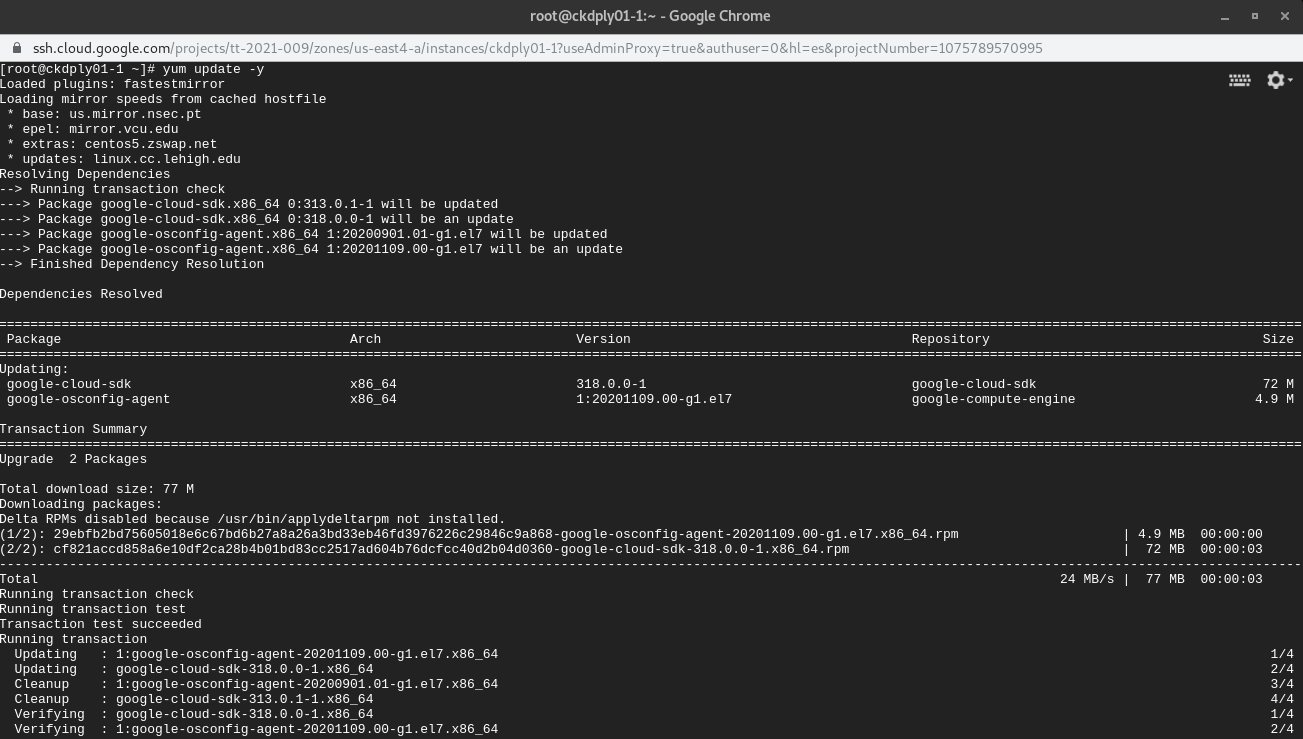 root@ckdply01-1:~ - Google Chrome
ssh.cloud.google.com/projects/tt-2021-009/zones/us-east4-a/instances/ckdply01-1?useAdminProxy=true&authuser=0&hl=es&projectNumber=1075789570995
[root@ckdply01-1 ~]# yum update -y
Loaded plugins: fastestmirror
Loading mirror speeds from cached hostfile
 * base: us.mirror.nsec.pt
 * epel: mirror.vcu.edu
 * extras: centos5.zswap.net
 * updates: linux.cc.lehigh.edu
Resolving Dependencies
--> Running transaction check
---> Package google-cloud-sdk.x86_64 0:313.0.1-1 will be updated
---> Package google-cloud-sdk.x86_64 0:318.0.0-1 will be an update
---> Package google-osconfig-agent.x86_64 1:20200901.01-g1.el7 will be updated
---> Package google-osconfig-agent.x86_64 1:20201109.00-g1.el7 will be an update
--> Finished Dependency Resolution
Dependencies Resolved
Package Arch Version Repository Size
Updating:
google-cloud-sdk x86_64 318.0.0-1 google-cloud-sdk 72 M
google-osconfig-agent x86_64 1:20201109.00-g1.el7 google-compute-engine 4.9 M
Transaction Summary
Upgrade  2 Packages
Total download size: 77 M
Downloading packages:
Delta RPMs disabled because /usr/bin/applydeltarpm not installed.
(1/2): 29ebfb2bd75605018e6c67bd6b27a8a26a3bd33eb46fd3976226c29846c9a868-google-osconfig-agent-20201109.00-g1.el7.x86_64.rpm | 4.9 MB  00:00:00
(2/2): cf821accd858a6e10df2ca28b4b01bd83cc2517ad604b76dcfcc40d2b04d0360-google-cloud-sdk-318.0.0-1.x86_64.rpm |  72 MB  00:00:03
Total 24 MB/s |  77 MB  00:00:03
Running transaction check
Running transaction test
Transaction test succeeded
Running transaction
  Updating   : 1:google-osconfig-agent-20201109.00-g1.el7.x86_64 1/4
  Updating   : google-cloud-sdk-318.0.0-1.x86_64 2/4
  Cleanup    : 1:google-osconfig-agent-20200901.01-g1.el7.x86_64 3/4
  Cleanup    : google-cloud-sdk-313.0.1-1.x86_64 4/4
  Verifying  : google-cloud-sdk-318.0.0-1.x86_64 1/4
  Verifying  : 1:google-osconfig-agent-20201109.00-g1.el7.x86_64 2/4